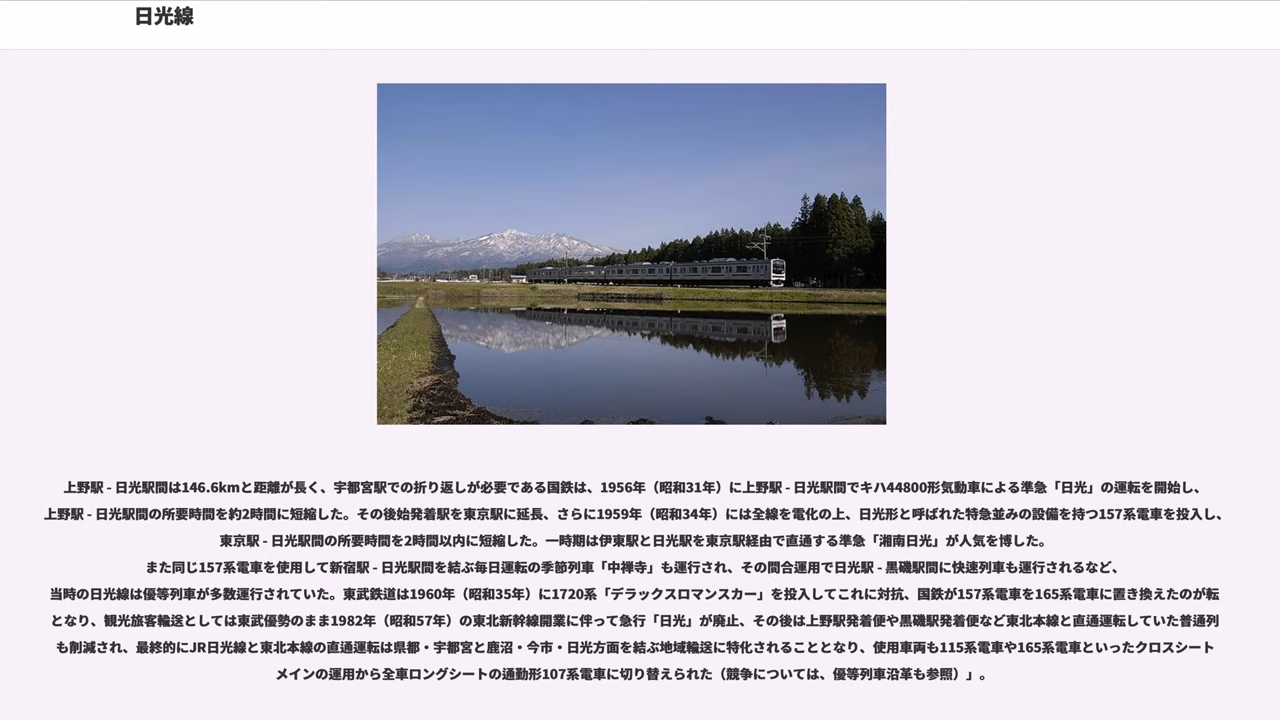 日光線
上野駅 - 日光駅間は146.6kmと距離が長く、宇都宮駅での折り返しが必要である国鉄は、1956年（昭和31年）に上野駅 - 日光駅間でキハ44800形気動車による準急「日光」の運転を開始し、
上野駅 - 日光駅間の所要時間を約2時間に短縮した。その後始発着駅を東京駅に延長、さらに1959年（昭和34年）には全線を電化の上、日光形と呼ばれた特急並みの設備を持つ157系電車を投入し、
東京駅 - 日光駅間の所要時間を2時間以内に短縮した。一時期は伊東駅と日光駅を東京駅経由で直通する準急「湘南日光」が人気を博した。
また同じ157系電車を使用して新宿駅 - 日光駅間を結ぶ毎日運転の季節列車「中禅寺」も運行され、その間合運用で日光駅 - 黒磯駅間に快速列車も運行されるなど、
当時の日光線は優等列車が多数運行されていた。東武鉄道は1960年（昭和35年）に1720系「デラックスロマンスカー」を投入してこれに対抗、国鉄が157系電車を165系電車に置き換えたのが転
となり、観光旅客輸送としては東武優勢のまま1982年（昭和57年）の東北新幹線開業に伴って急行「日光」が廃止、その後は上野駅発着便や黒磯駅発着便など東北本線と直通運転していた普通列
も削減され、最終的にJR日光線と東北本線の直通運転は県都・宇都宮と鹿沼・今市・日光方面を結ぶ地域輸送に特化されることとなり、使用車両も115系電車や165系電車といったクロスシート
メインの運用から全車ロングシートの通勤形107系電車に切り替えられた（競争については、優等列車沿革も参照）」。